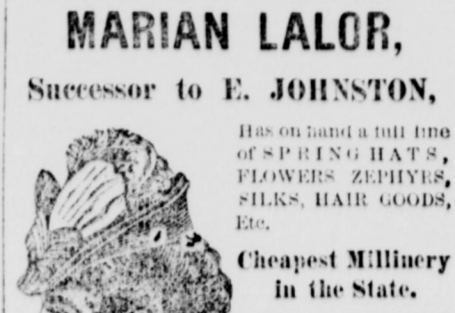 MARIAN LALOR,
Successor to E. JOHNSTON,
Has on hand a full line
of SPRING HATS,
FLOWERS ZEPHYRS,
SILKS, HAIR GOODS,
Etc.
Cheapest Millinery
in the State.